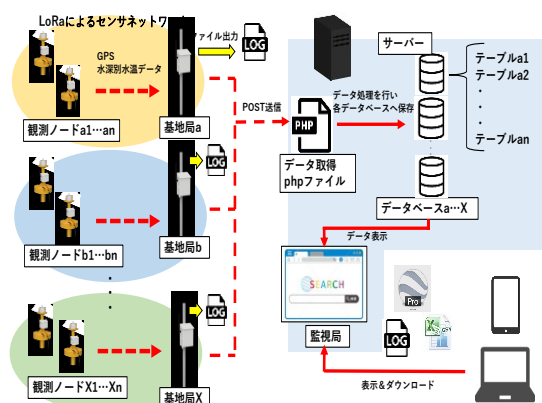 LoRaによるセンサネットワーク
ファイル出力
LOG
GPS
水深別水温データ
観測ノードa1…an
基地局a
LOG
観測ノードb1…bn
基地局b
LOG
観測ノードX1…Xn
基地局X
POST送信
PHP
データ取得
phpファイル
データ処理を行い
各データベースへ保存
サーバー
テーブルa1
テーブルa2
テーブルan
データベースa…X
データ表示
SEARCH
監視局
Pro
LOG
CSV
表示＆ダウンロード